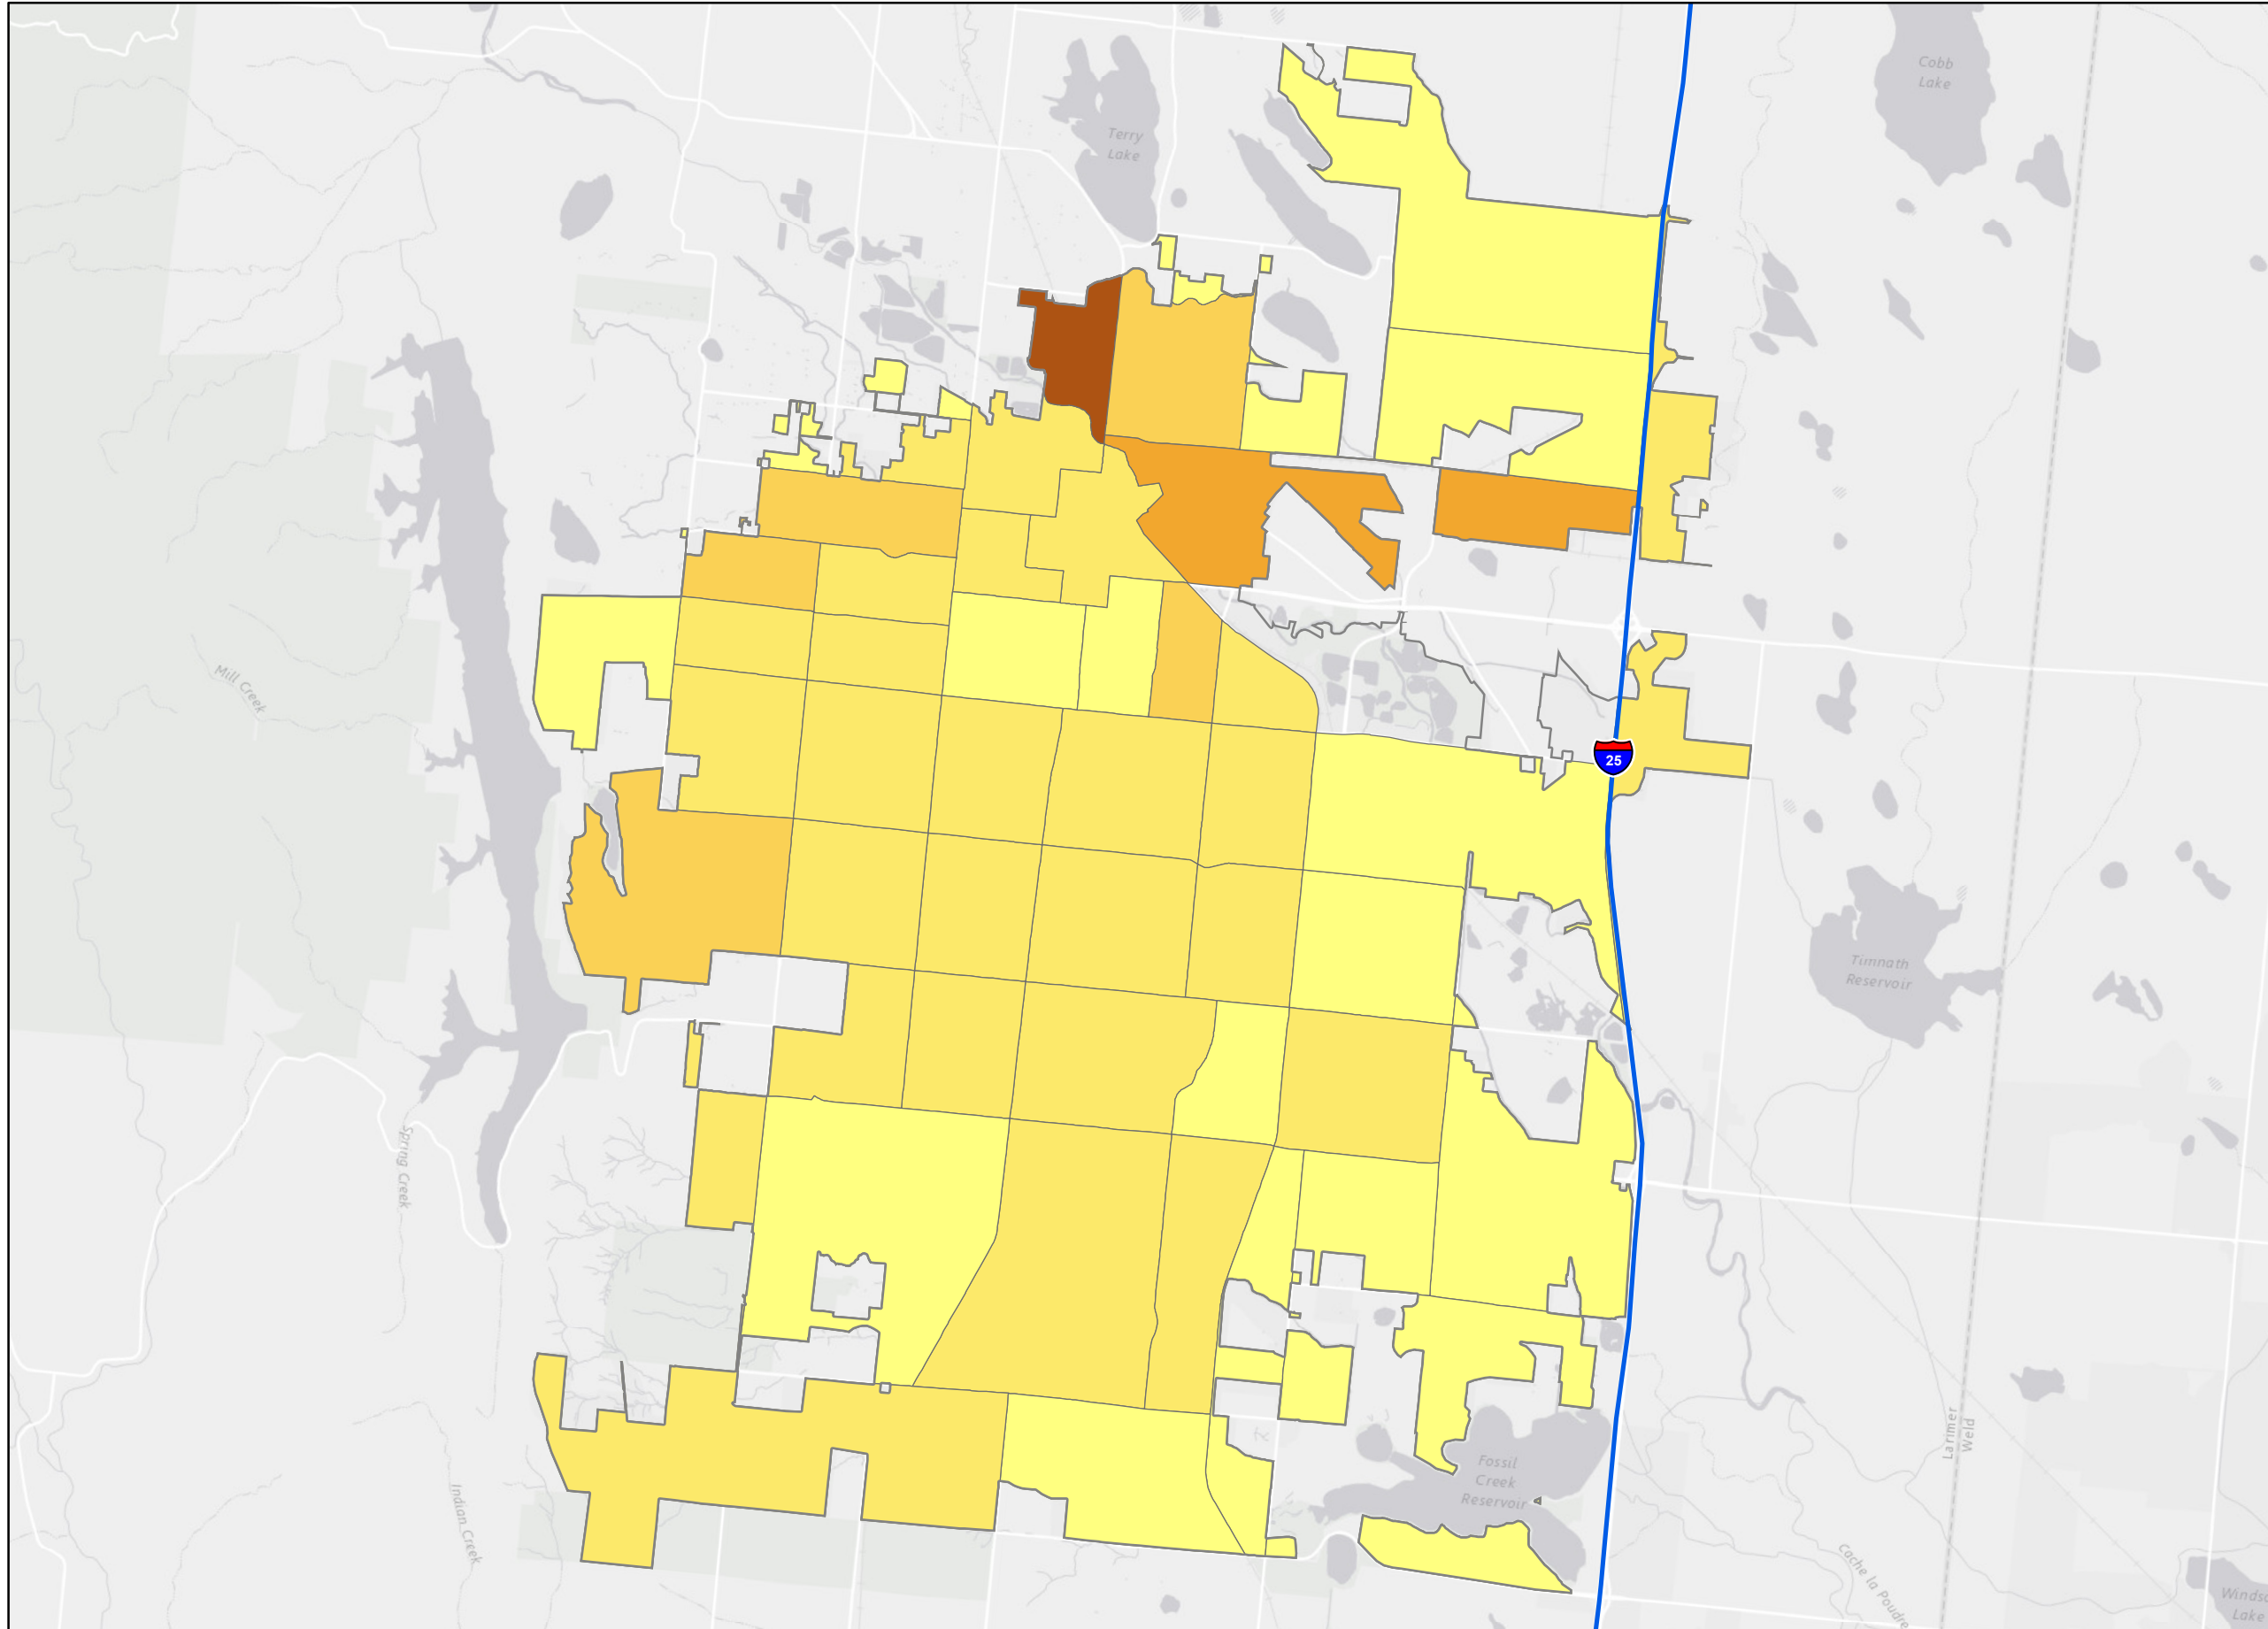 Cobb
Lake
Terry
Lake
Mill Creek
25
Timnath
Reservoir
Spring Creek
Larimer
Weld
Fossil
Creek
Reservoir
Indian Creek
Cache la Poudre
Lake